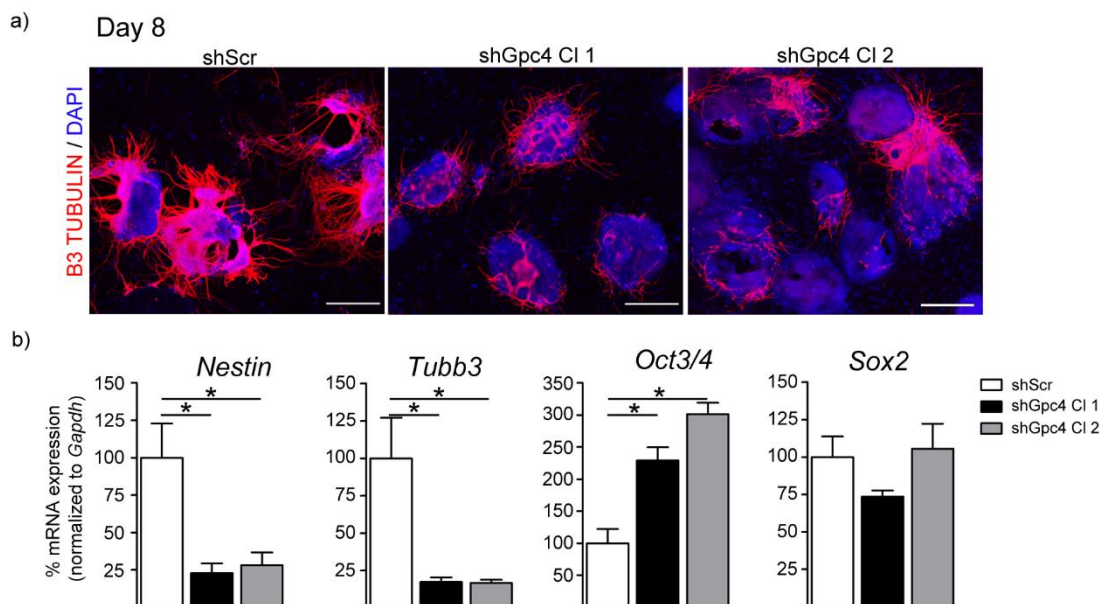 a)
Day 8
shScr
shGpc4 Cl 1
shGpc4 Cl 2
B3 TUBULIN / DAPI
b)
Nestin
Tubb3
Oct3/4
Sox2
% mRNA expression
(normalized to Gapdh)
150
125
100
75
50
25
* *
150
125
100
75
50
25
* *
350
300
250
200
150
100
50
* *
150
125
100
75
50
25
shScr
shGpc4 Cl 1
shGpc4 Cl 2